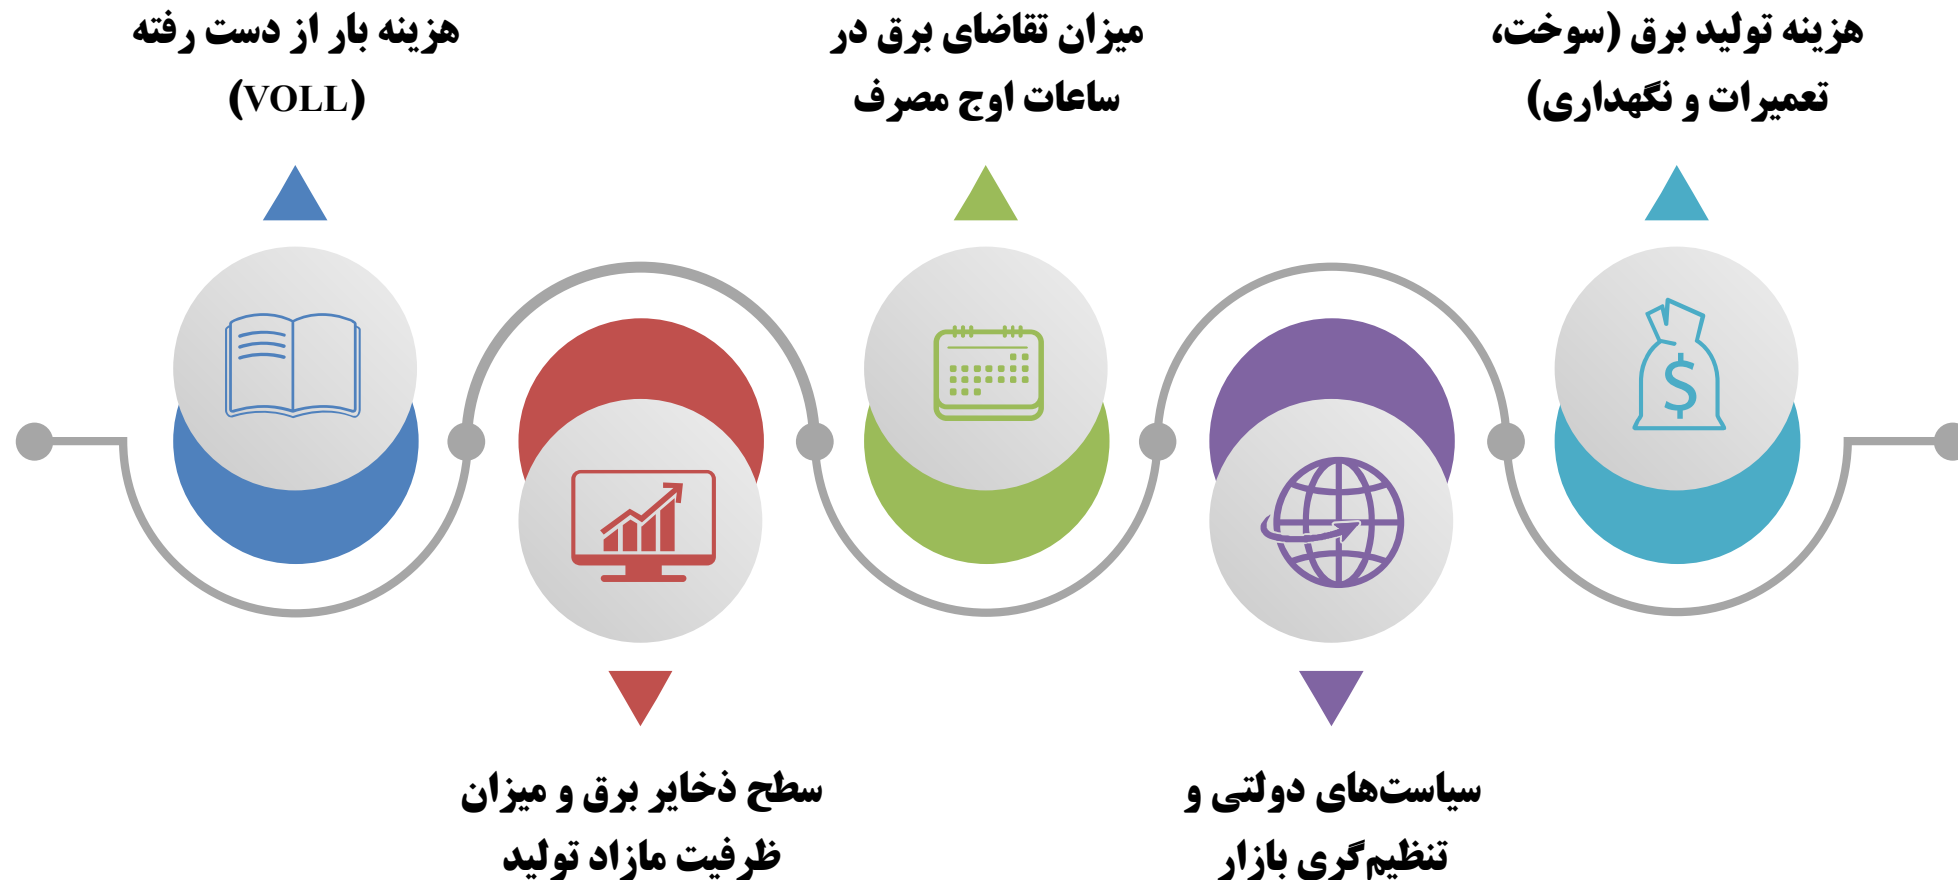 هزینه تولید برق (سوخت،
تعمیرات و نگهداری)
میزان تقاضای برق در
ساعات اوج مصرف
هزینه بار از دست رفته
(VOLL)
سیاست‌های دولتی و
تنظیم‌گری بازار
سطح ذخایر برق و میزان
ظرفیت مازاد تولید
$